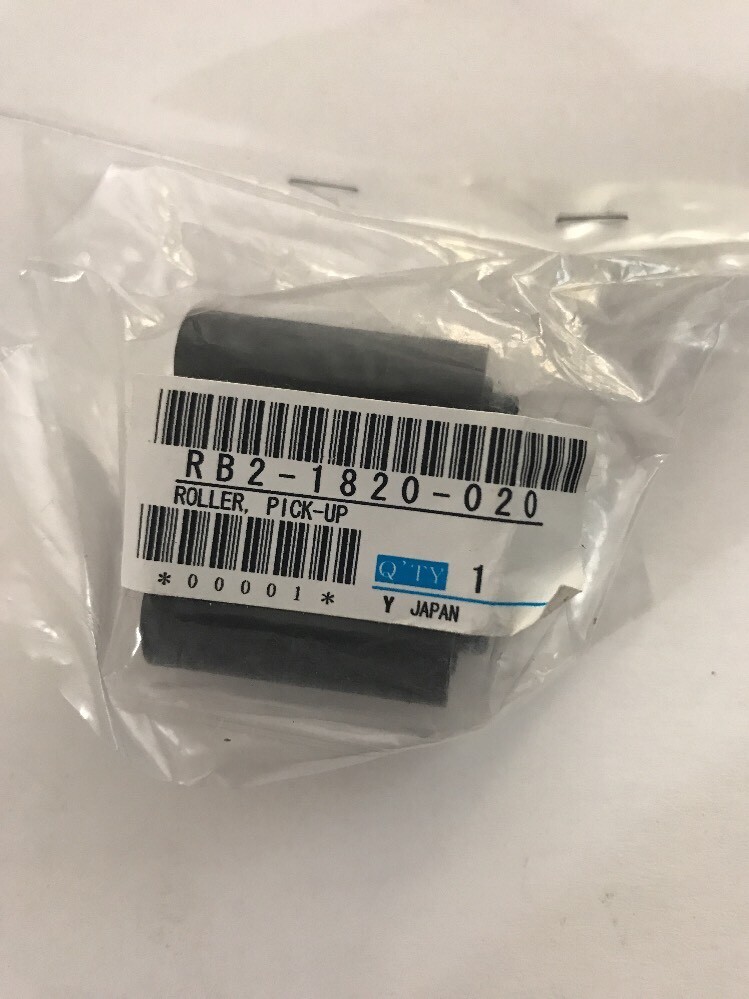 RB2-1820-020
ROLLER, PICK-UP
*00001*
Q'TY 1
Y JAPAN